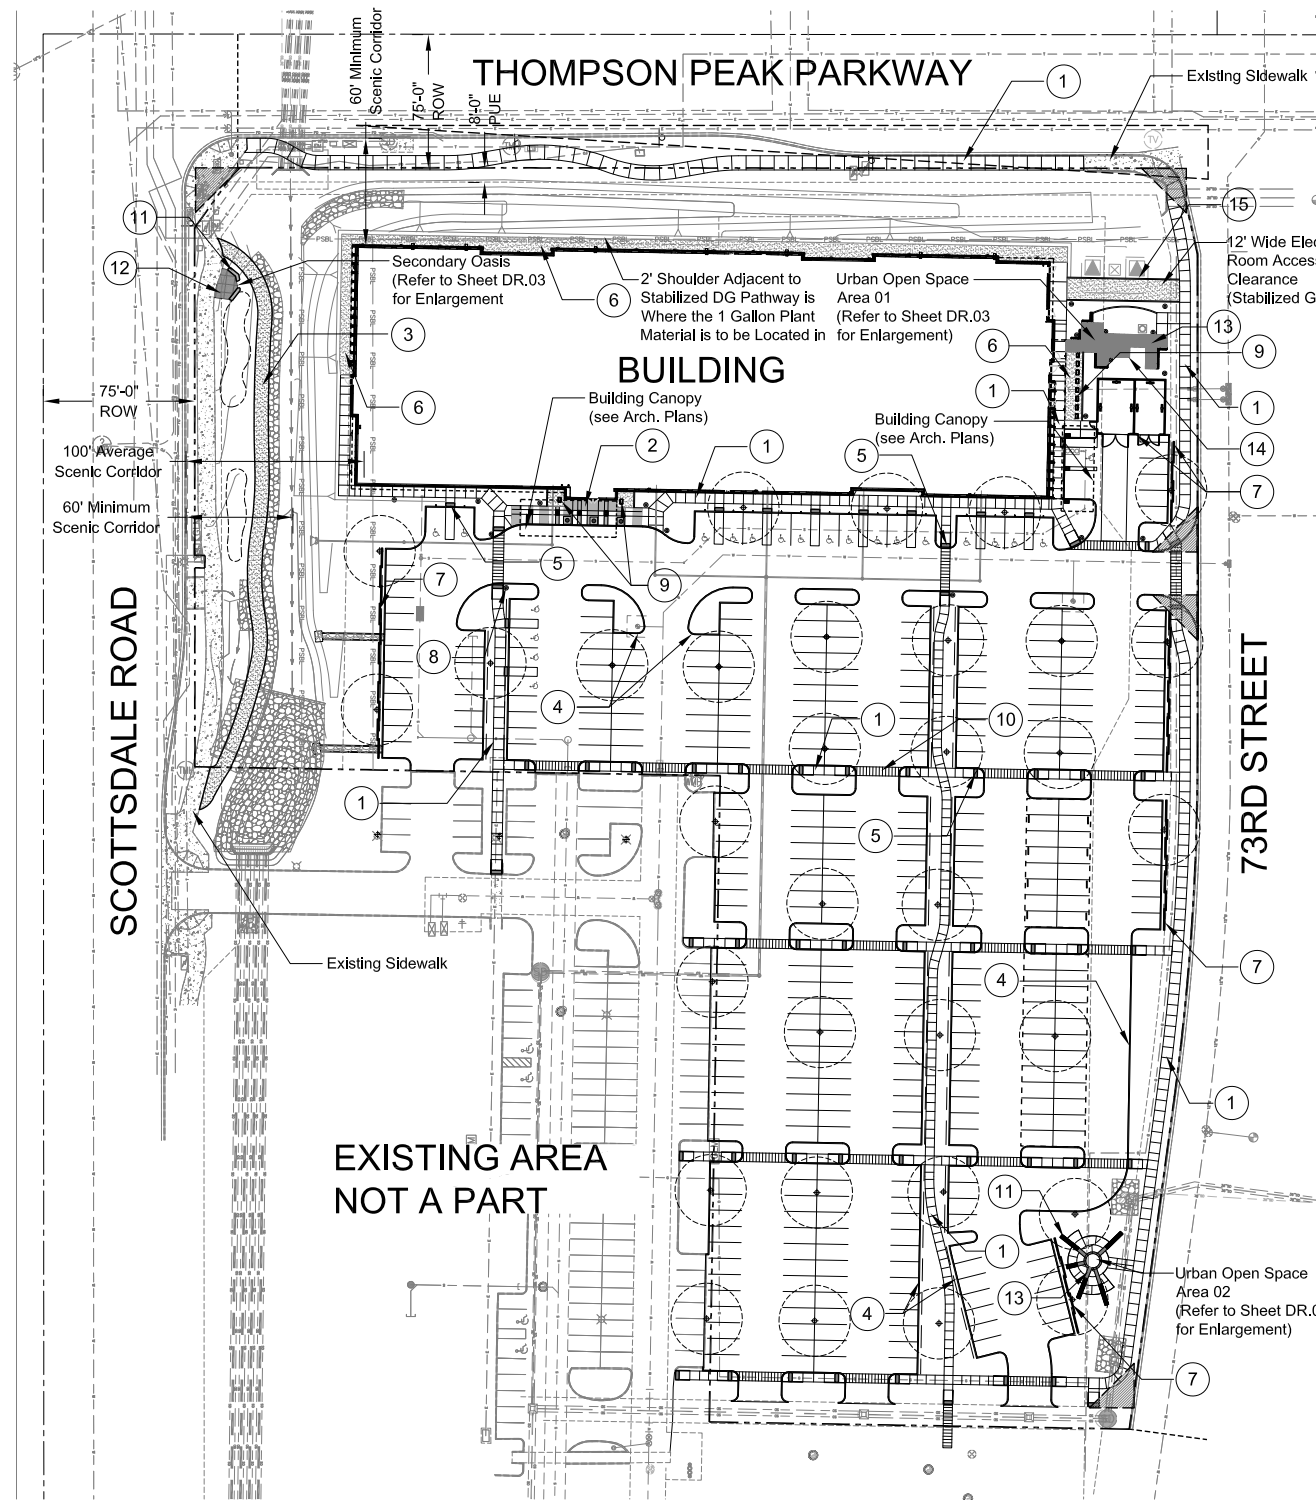 60' Minimum
Scenic Corridor
75'-0"
ROW
8'-0"
PUE
THOMPSON PEAK PARKWAY
1
Existing Sidewalk
TV
11
12
Secondary Oasis
(Refer to Sheet DR.03
for Enlargement
6
2' Shoulder Adjacent to
Stabilized DG Pathway is
Where the 1 Gallon Plant
Material is to be Located in
Urban Open Space
Area 01
(Refer to Sheet DR.03
for Enlargement)
15
12' Wide
Room
Clearance
(Stabilized
PSBL
3
13
6
9
BUILDING
75'-0"
ROW
6
Building Canopy
(see Arch. Plans)
1
1
Building Canopy
(see Arch. Plans)
2
1
5
14
100' Average
Scenic Corridor
7
60' Minimum
Scenic Corridor
5
7
9
8
4
1
10
SCOTTSDALE ROAD
73RD STREET
1
5
Existing Sidewalk
7
4
1
EXISTING AREA
NOT A PART
11
1
Urban Open Space
Area 02
(Refer to Sheet
for Enlargement)
13
4
7